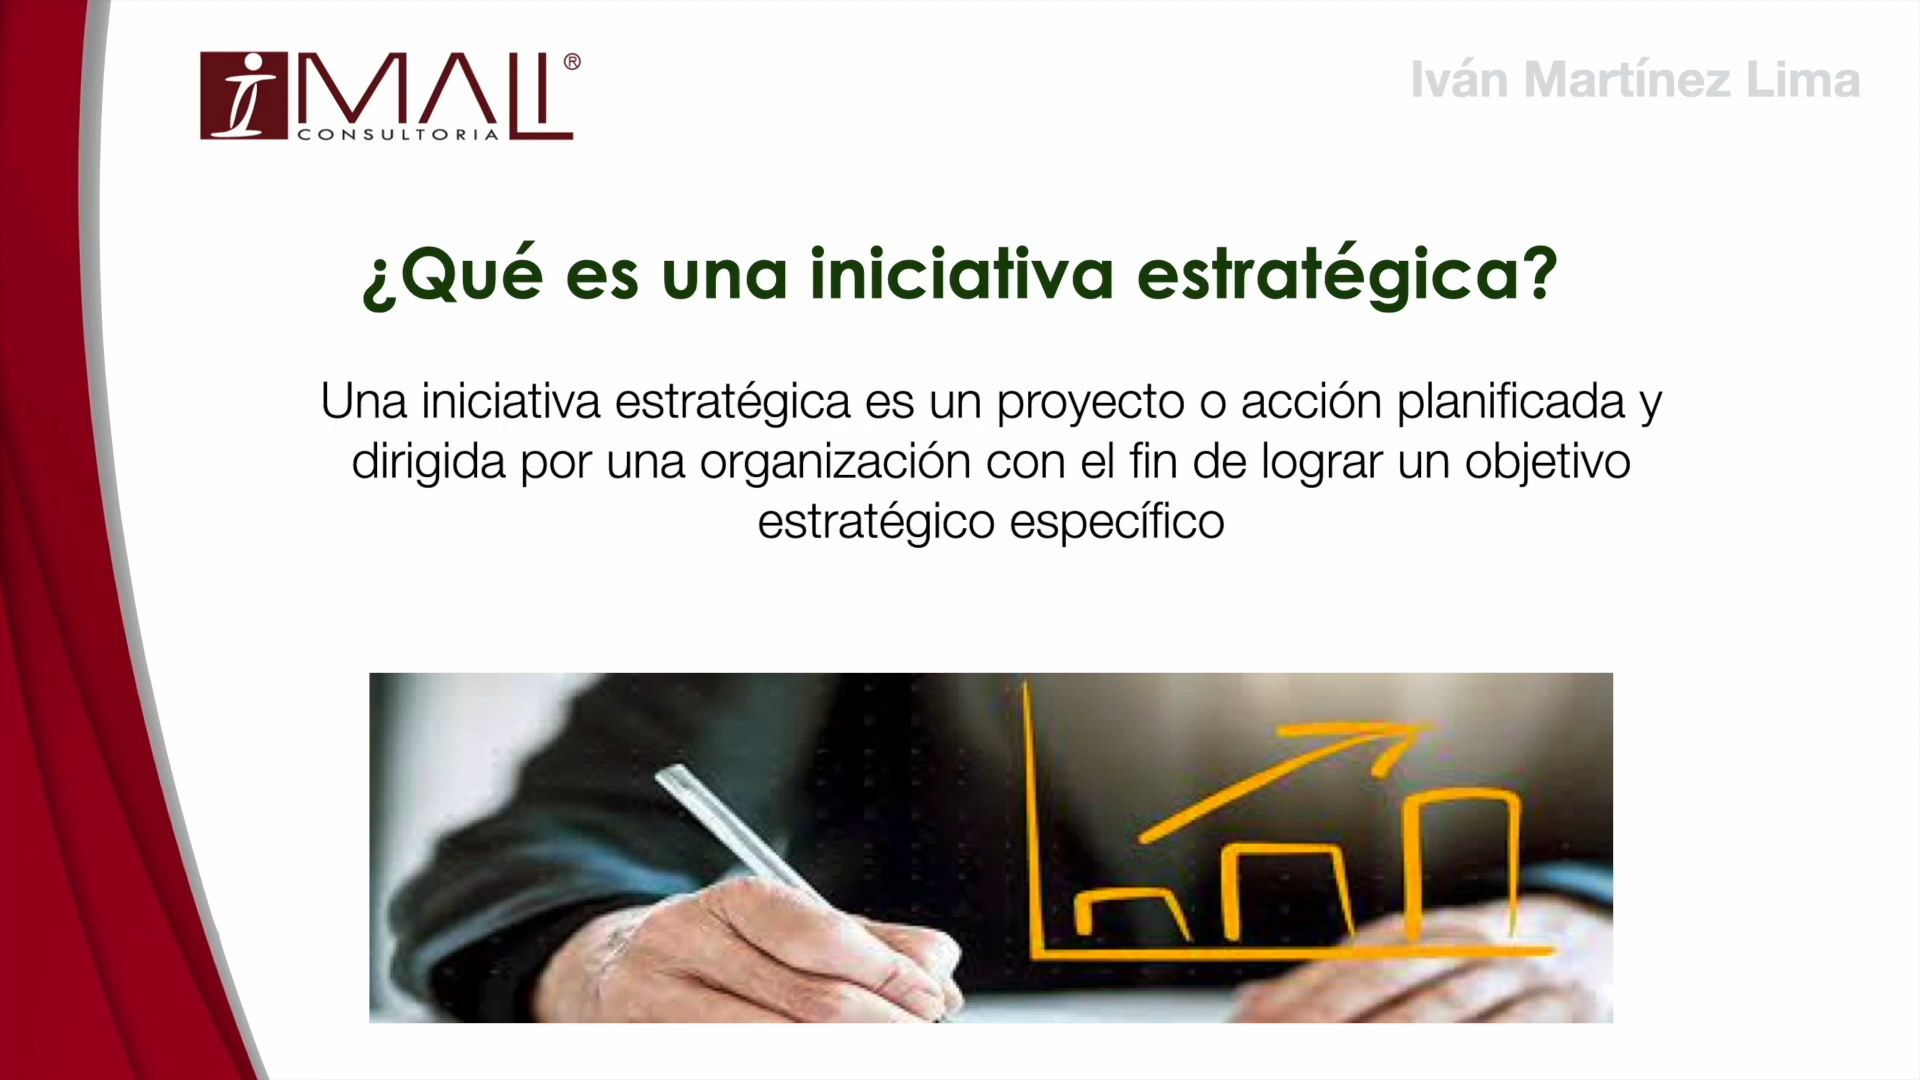 iMALI®
CONSULTORIA
Iván Martínez Lima
¿Qué es una iniciativa estratégica?
Una iniciativa estratégica es un proyecto o acción planificada y
dirigida por una organización con el fin de lograr un objetivo
estratégico específico